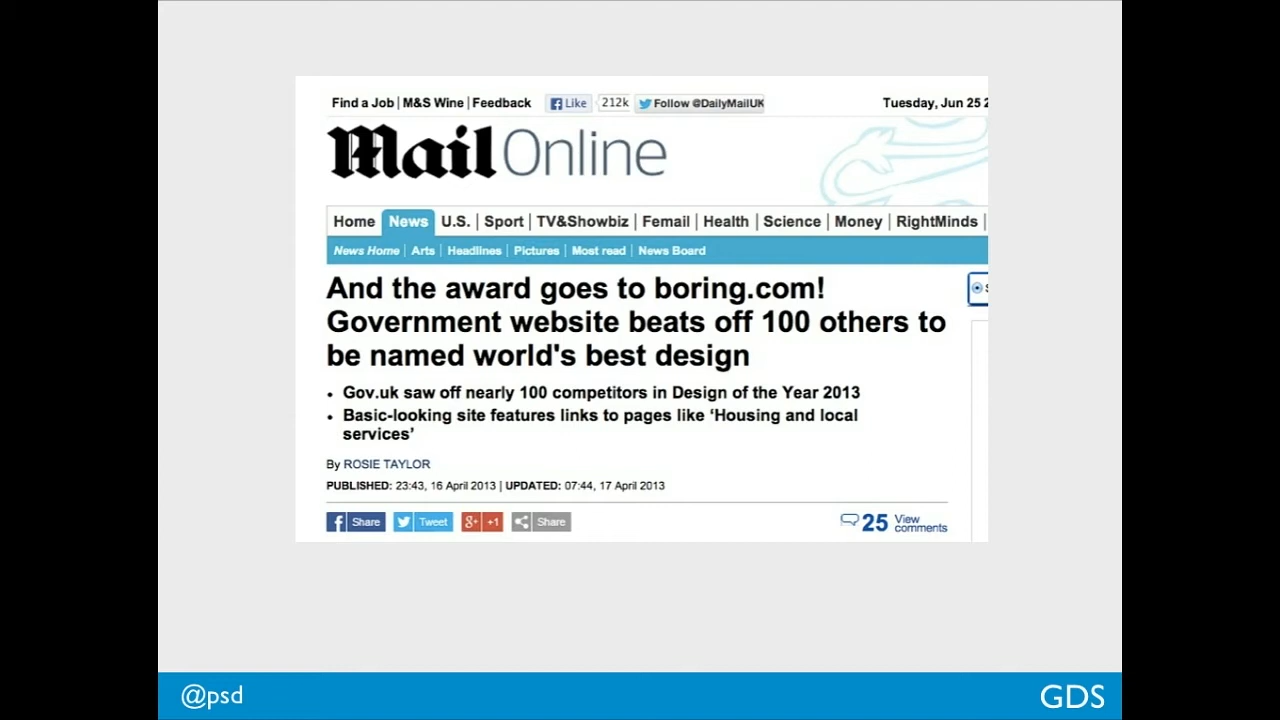 Find a Job | M&S Wine | Feedback Like 212k Follow @DailyMailUK Tuesday, Jun 25
Mail Online
Home News U.S. | Sport | TV&Showbiz | Femail | Health | Science | Money | RightMinds |
News Home | Arts | Headlines | Pictures | Most read | News Board
And the award goes to boring.com!
Government website beats off 100 others to
be named world's best design
• Gov.uk saw off nearly 100 competitors in Design of the Year 2013
• Basic-looking site features links to pages like ‘Housing and local
services’
By ROSIE TAYLOR
PUBLISHED: 23:43, 16 April 2013 | UPDATED: 07:44, 17 April 2013
Share Tweet +1 Share 25 View comments
@psd GDS